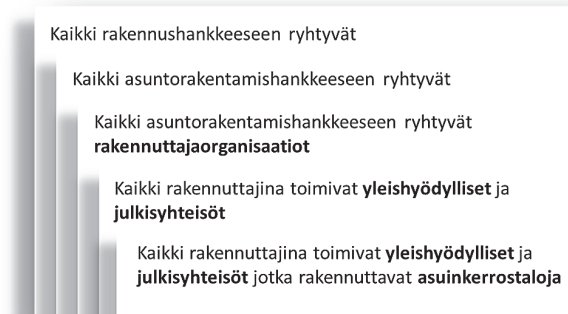 Kaikki rakennushankkeeseen ryhtyvät
Kaikki asuntorakentamishankkeeseen ryhtyvät
Kaikki asuntorakentamishankkeeseen ryhtyvät
rakennuttajaorganisaatiot
Kaikki rakennuttajina toimivat yleishyödylliset ja
julkisyhteisöt
Kaikki rakennuttajina toimivat yleishyödylliset ja
julkisyhteisöt jotka rakennuttavat asuinkerrostaloja